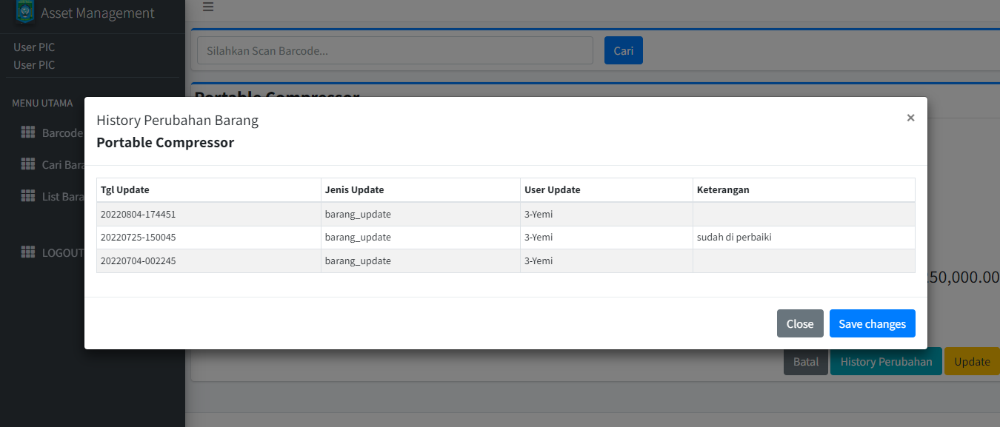 Asset Management
User PIC
User PIC
MENU UTAMA
Barcode
Cari Bara
List Bara
LOGOUT
Silahkan Scan Barcode...
Cari
Portable Compressor
History Perubahan Barang
×
Portable Compressor
Tgl Update Jenis Update User Update Keterangan
20220804-174451 barang_update 3-Yemi
20220725-150045 barang_update 3-Yemi sudah di perbaiki
20220704-002245 barang_update 3-Yemi
50,000.00
Close Save changes
Batal History Perubahan Update